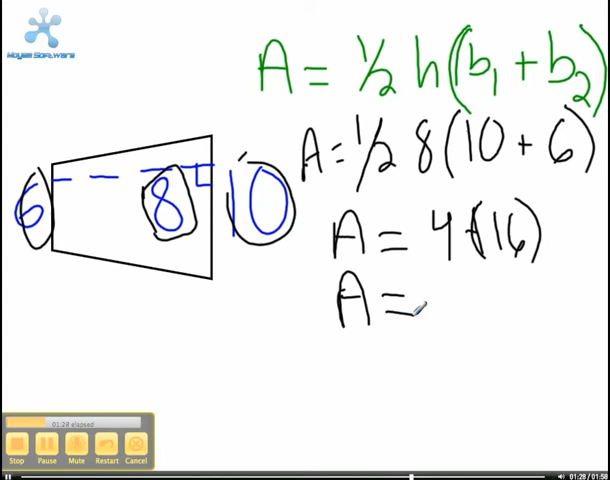 Moyea Software
A = 1/2 h(b₁ + b₂)
A = 1/2 8(10 + 6)
6
8
10
A = 4(16)
A =
01:28 elapsed
Stop Pause Mute Restart Cancel
01:28 / 01:58